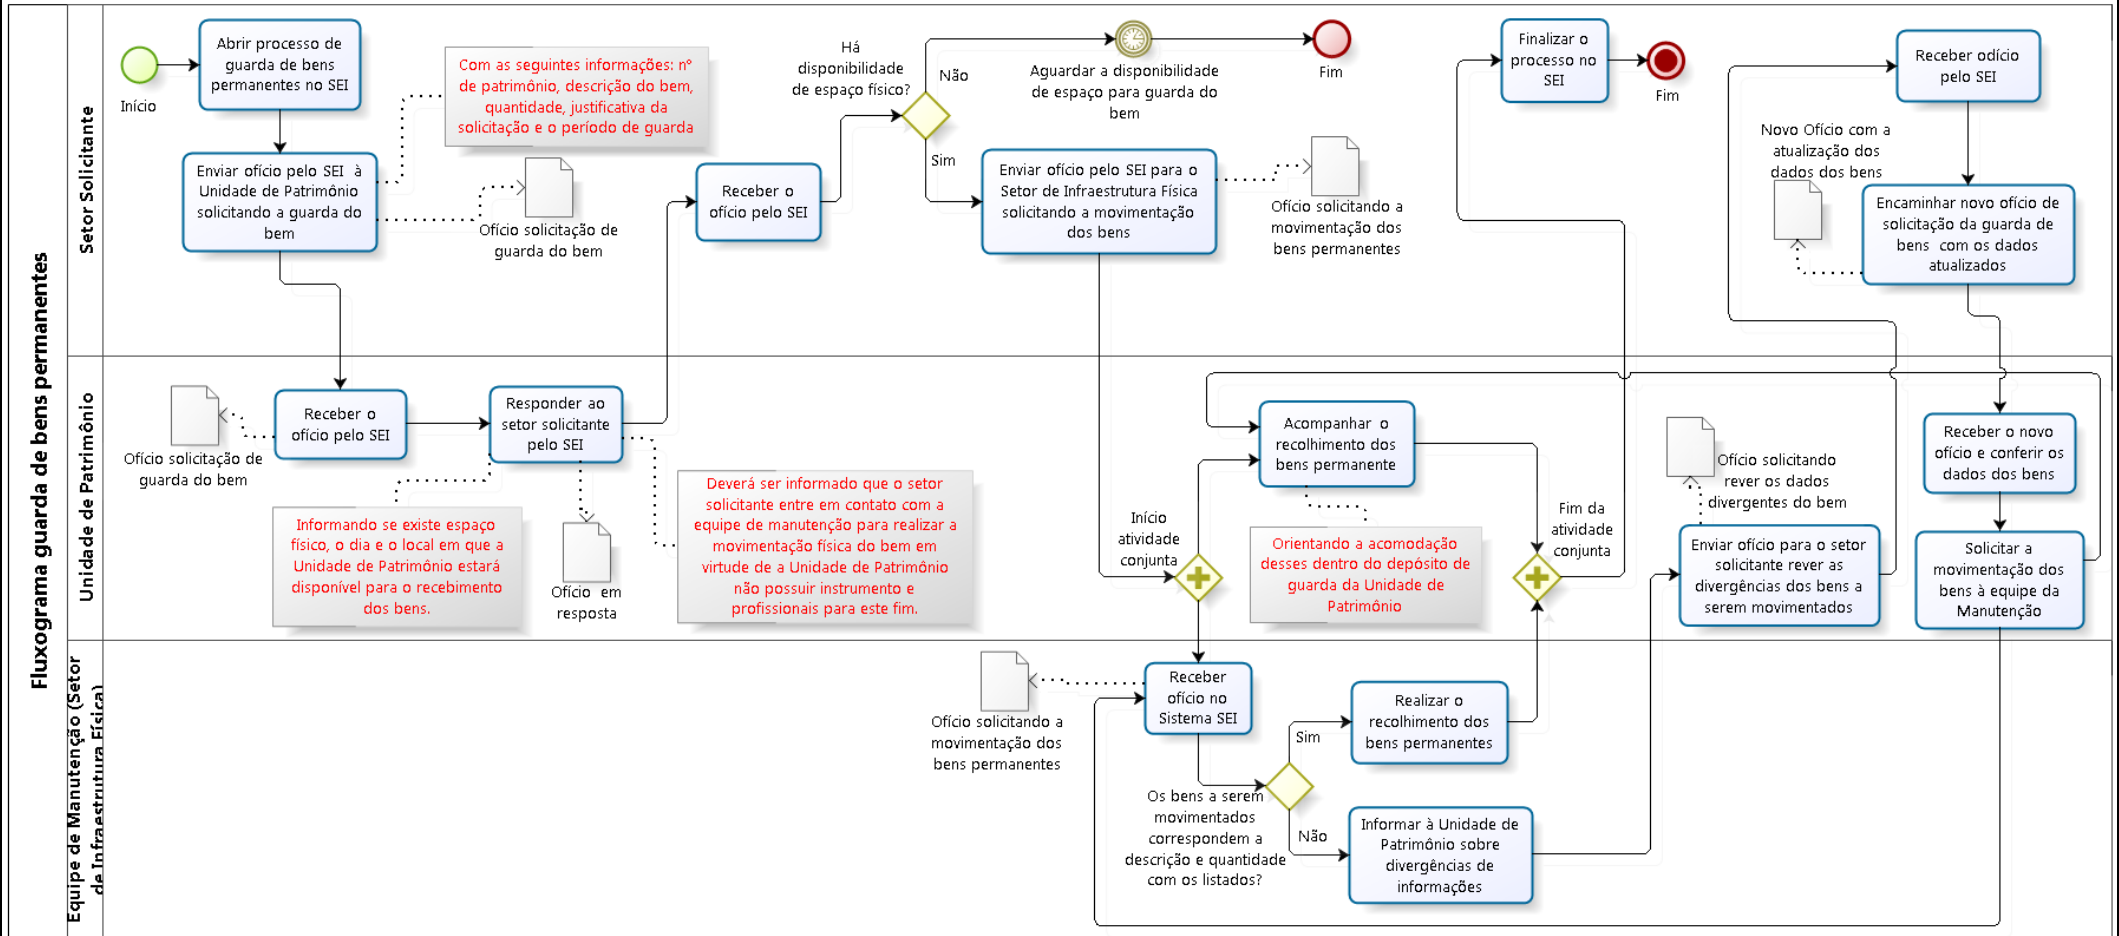 Fluxograma guarda de bens permanentes
Setor Solicitante
Início
Abrir processo de
guarda de bens
permanentes no SEI
Enviar ofício pelo SEI à
Unidade de Patrimônio
solicitando a guarda do
bem
Com as seguintes informações: nº
de patrimônio, descrição do bem,
quantidade, justificativa da
solicitação e o período de guarda
Ofício solicitação de
guarda do bem
Receber o
ofício pelo SEI
Há
disponibilidade
de espaço físico?
Não
Sim
Aguardar a disponibilidade
de espaço para guarda do
bem
Fim
Enviar ofício pelo SEI para o
Setor de Infraestrutura Física
solicitando a movimentação
dos bens
Ofício solicitando a
movimentação dos
bens permanentes
Finalizar o
processo no
SEI
Fim
Receber odício
pelo SEI
Novo Ofício com a
atualização dos
dados dos bens
Encaminhar novo ofício de
solicitação da guarda de
bens com os dados
atualizados
Unidade de Patrimônio
Ofício solicitação de
guarda do bem
Receber o
ofício pelo SEI
Responder ao
setor solicitante
pelo SEI
Informando se existe espaço
físico, o dia e o local em que a
Unidade de Patrimônio estará
disponível para o recebimento
dos bens.
Ofício em
resposta
Deverá ser informado que o setor
solicitante entre em contato com a
equipe de manutenção para realizar a
movimentação física do bem em
virtude de a Unidade de Patrimônio
não possuir instrumento e
profissionais para este fim.
Início
atividade
conjunta
Acompanhar o
recolhimento dos
bens permanente
Orientando a acomodação
desses dentro do depósito de
guarda da Unidade de
Patrimônio
Fim da
atividade
conjunta
Ofício solicitando
rever os dados
divergentes do bem
Enviar ofício para o setor
solicitante rever as
divergências dos bens a
serem movimentados
Receber o novo
ofício e conferir os
dados dos bens
Solicitar a
movimentação dos
bens à equipe da
Manutenção
Equipe de Manutenção (Setor
de Infraestrutura Física)
Ofício solicitando a
movimentação dos
bens permanentes
Receber
ofício no
Sistema SEI
Os bens a serem
movimentados
correspondem a
descrição e quantidade
com os listados?
Sim
Não
Realizar o
recolhimento dos
bens permanentes
Informar à Unidade de
Patrimônio sobre
divergências de
informações